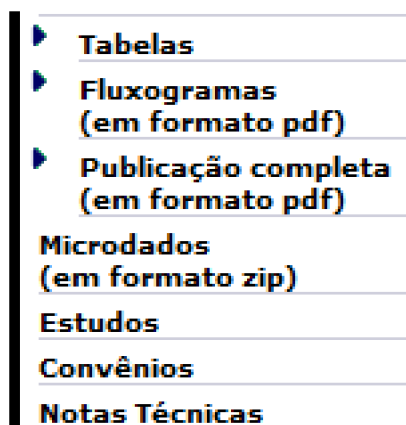 Tabelas
Fluxogramas
(em formato pdf)
Publicação completa
(em formato pdf)
Microdados
(em formato zip)
Estudos
Convênios
Notas Técnicas